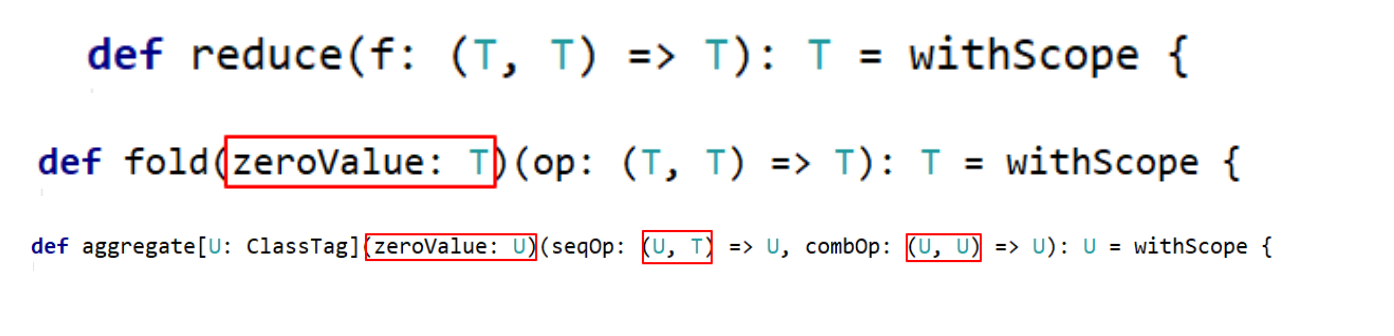 def reduce(f: (T, T) => T): T = withScope {
def fold(zeroValue: T)(op: (T, T) => T): T = withScope {
def aggregate[U: ClassTag](zeroValue: U)(seqOp: (U, T) => U, combOp: (U, U) => U): U = withScope {